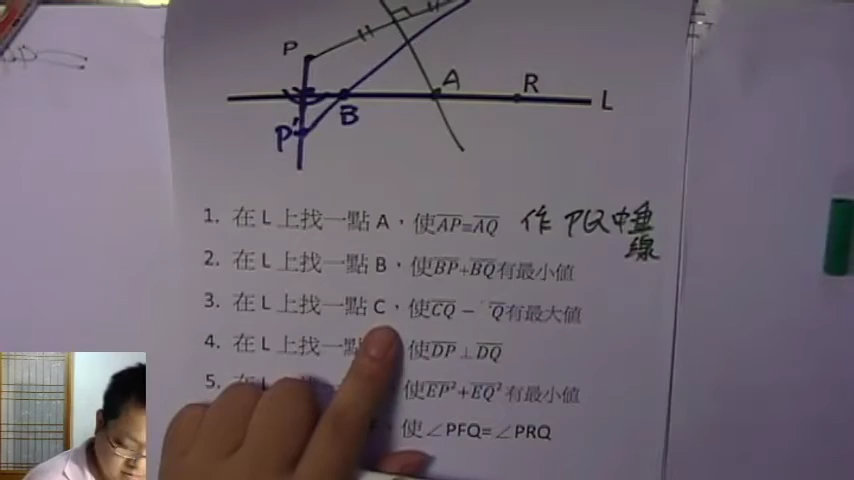 P
A
R
L
B
P'
1. 在 L 上找一點 A，使AP=AQ 作 PQ 中垂線
2. 在 L 上找一點 B，使BP+BQ有最小值
3. 在 L 上找一點 C，使CQ − Q有最大值
4. 在 L 上找一點 使DP⊥DQ
5. 使EP²+EQ²有最小值
使∠PFQ=∠PRQ